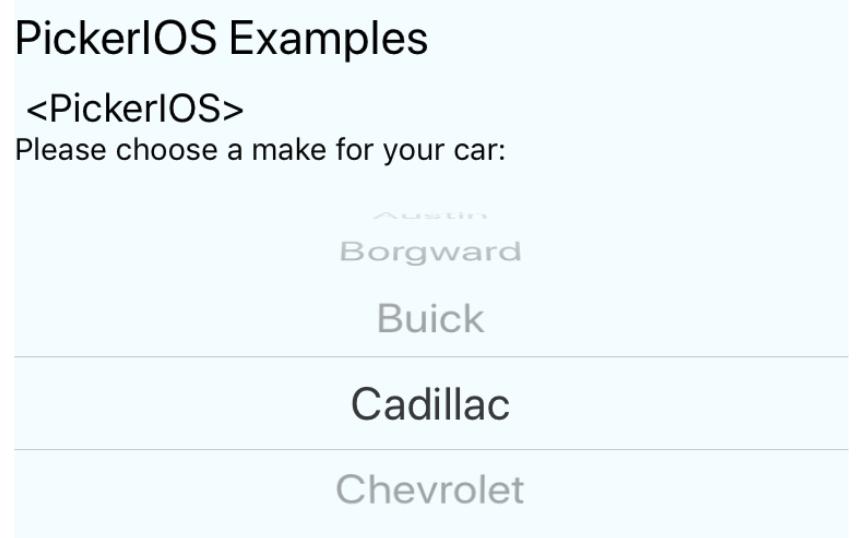 PickerIOS Examples
<PickerIOS>
Please choose a make for your car:
Austin
Borgward
Buick
Cadillac
Chevrolet